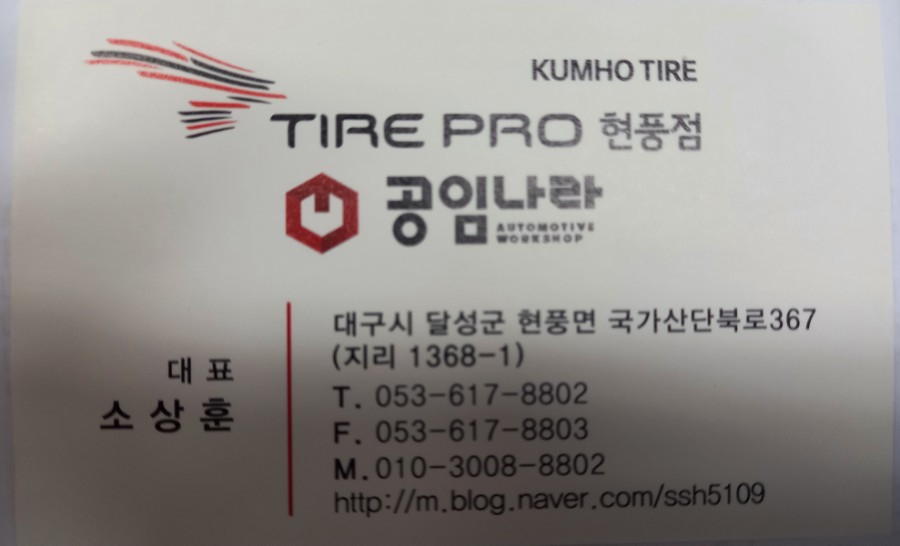 KUMHO TIRE
TIRE PRO 현풍점
공임나라
AUTOMOTIVE
WORKSHOP
대구시 달성군 현풍면 국가산단북로367
(지리 1368-1)
대 표
소 상 훈
T. 053-617-8802
F. 053-617-8803
M. 010-3008-8802
http://m.blog.naver.com/ssh5109